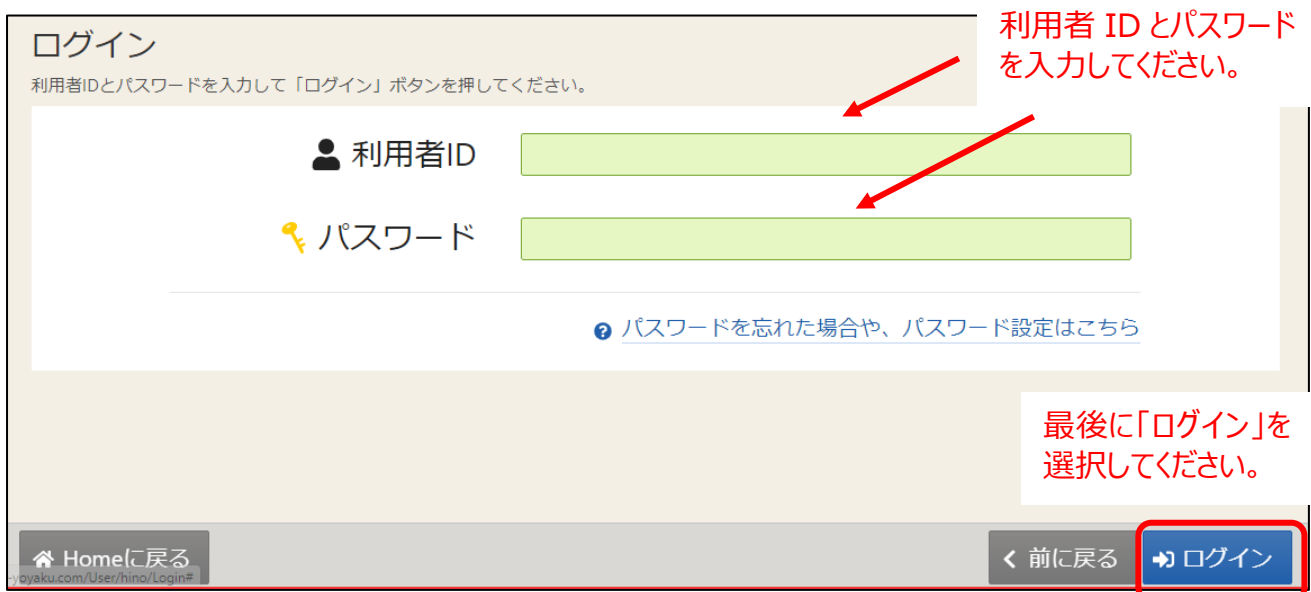 利用者 ID とパスワード
を入力してください。
ログイン
利用者IDとパスワードを入力して「ログイン」ボタンを押してください。
利用者ID
パスワード
パスワードを忘れた場合や、パスワード設定はこちら
最後に「ログイン」を
選択してください。
Homeに戻る
前に戻る
ログイン
-yoyaku.com/User/hino/Login#